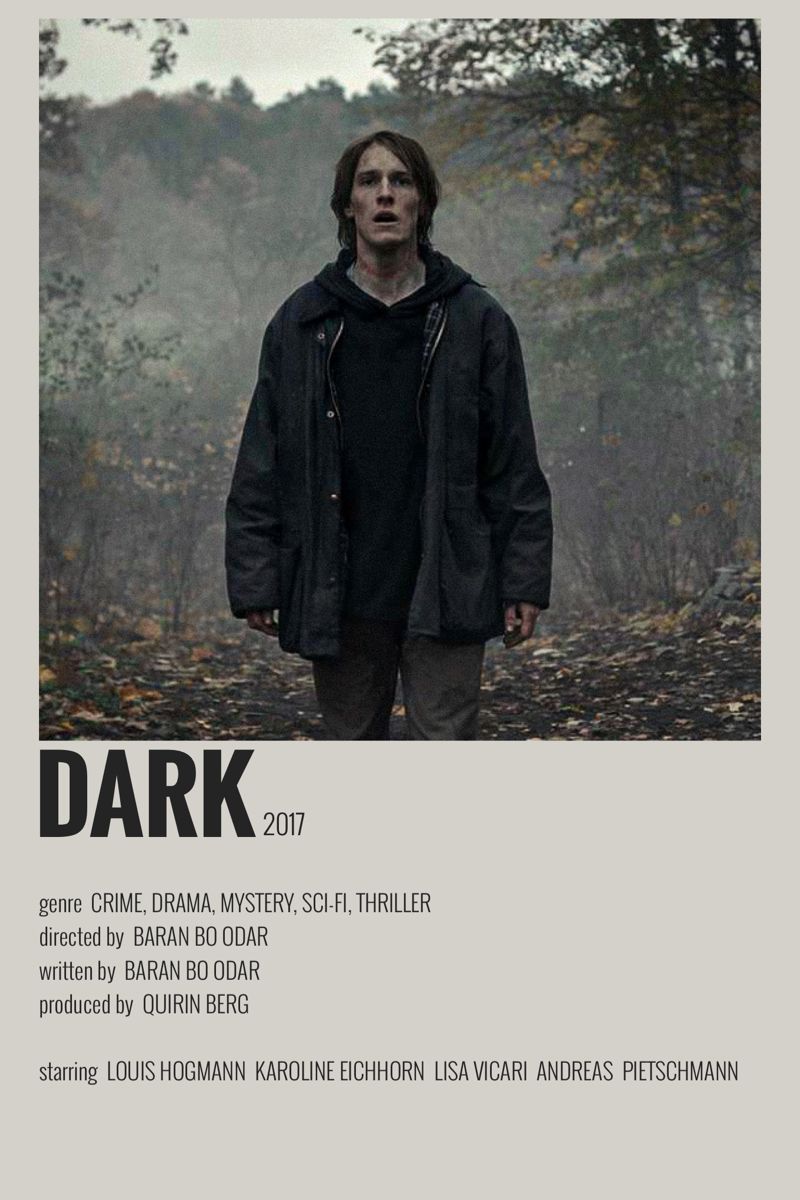 DARK 2017
genre CRIME, DRAMA, MYSTERY, SCI-FI, THRILLER
directed by BARAN BO ODAR
written by BARAN BO ODAR
produced by QUIRIN BERG
starring LOUIS HOGMANN KAROLINE EICHHORN LISA VICARI ANDREAS PIETSCHMANN